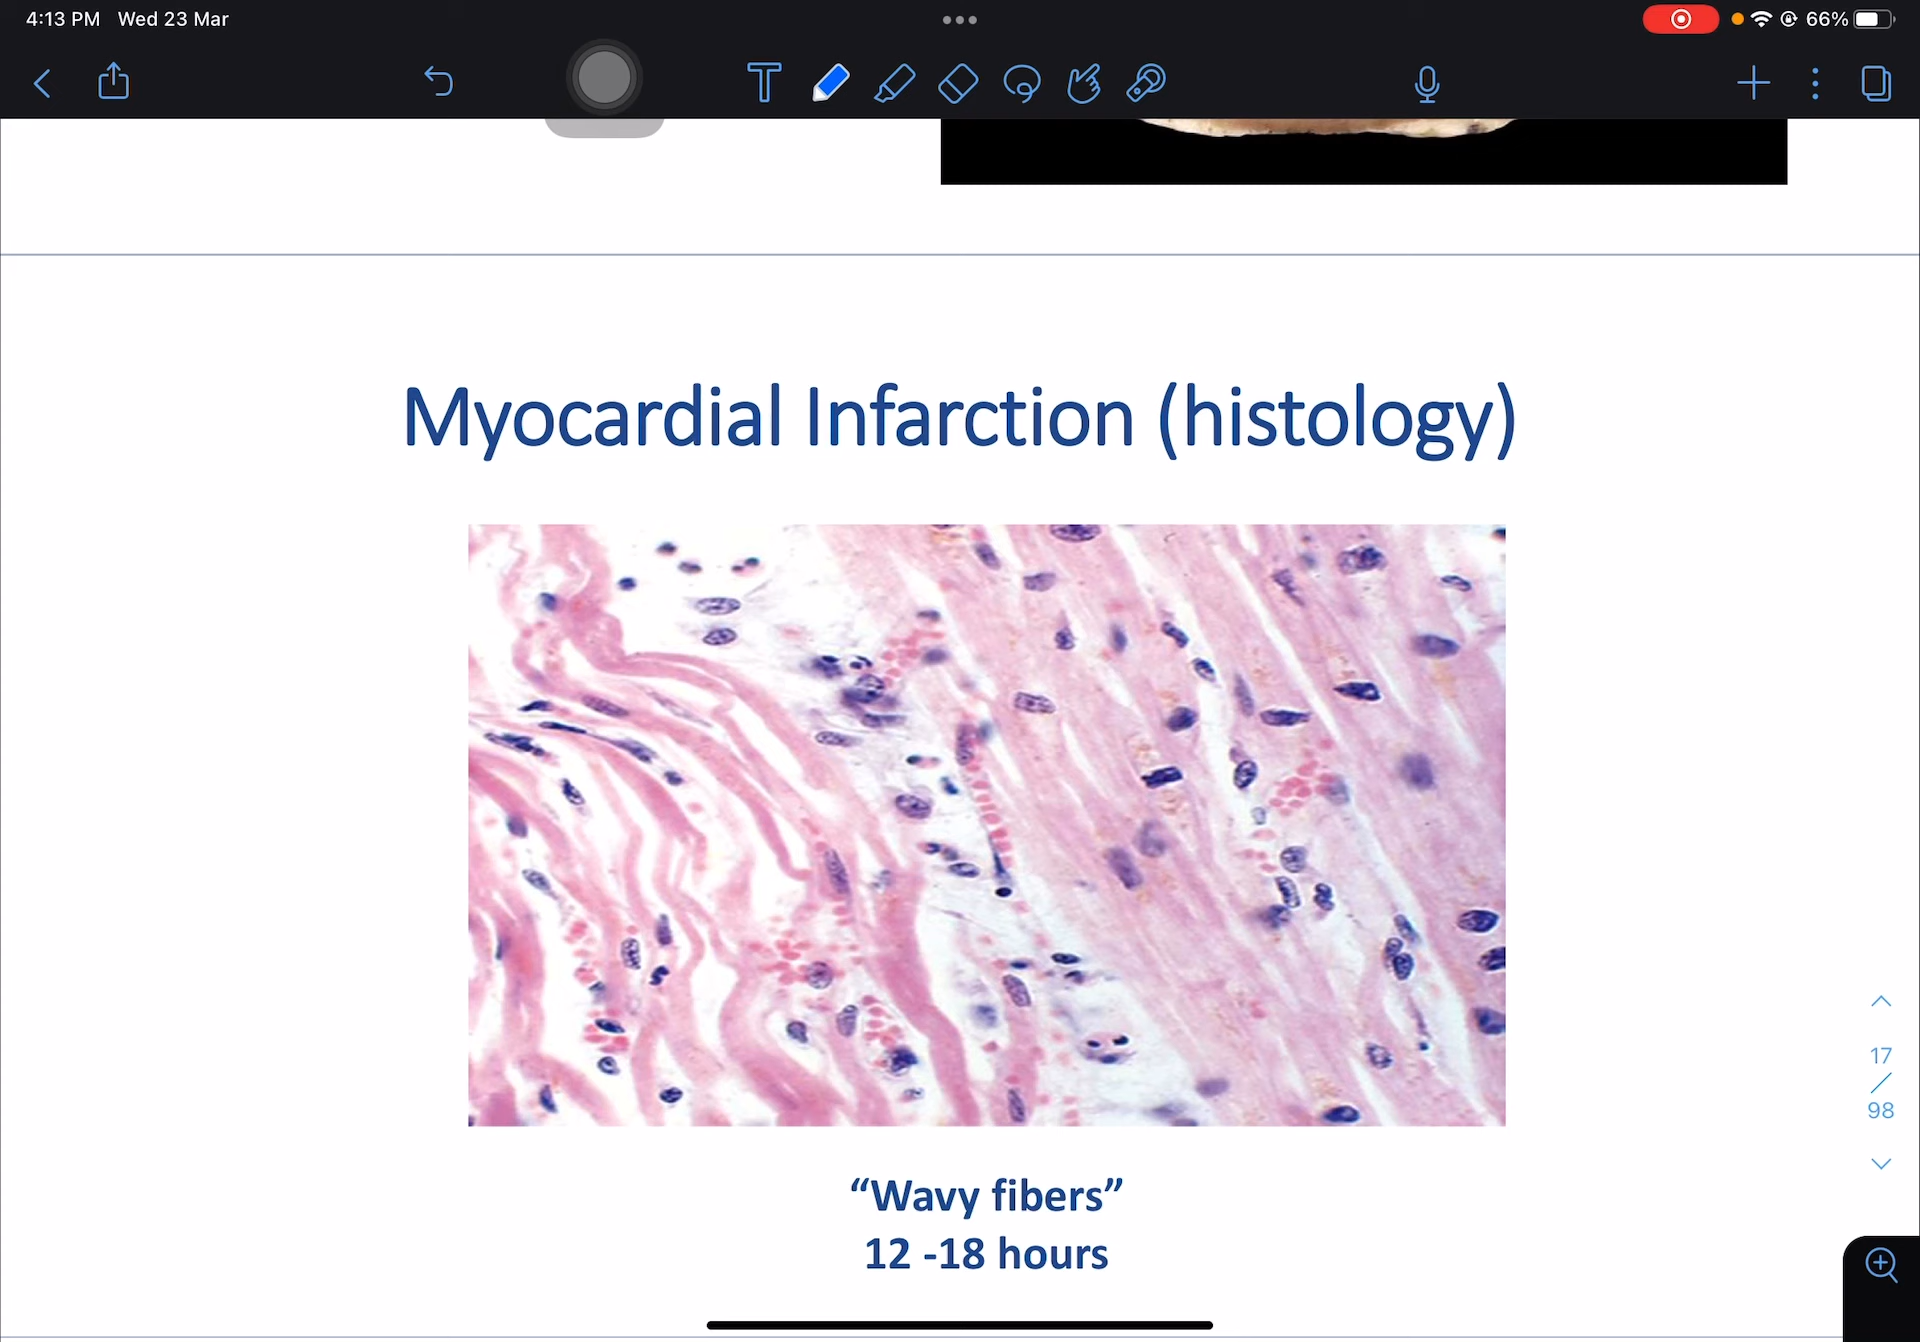 4:13 PM Wed 23 Mar
66%
T
Myocardial Infarction (histology)
17
/
98
“Wavy fibers”
12 -18 hours